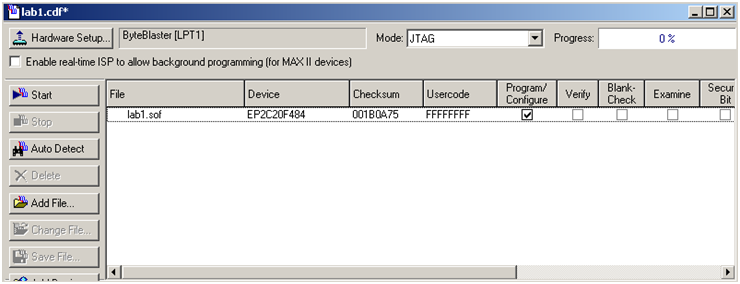 lab1.cdf*
Hardware Setup... ByteBlaster [LPT1] Mode: JTAG Progress: 0 %
Enable real-time ISP to allow background programming (for MAX II devices)
Start
Stop
Auto Detect
Delete
Add File...
Change File...
Save File...
File Device Checksum Usercode Program/ Configure Verify Blank- Check Examine Secur Bit
lab1.sof EP2C20F484 001B0A75 FFFFFFFF